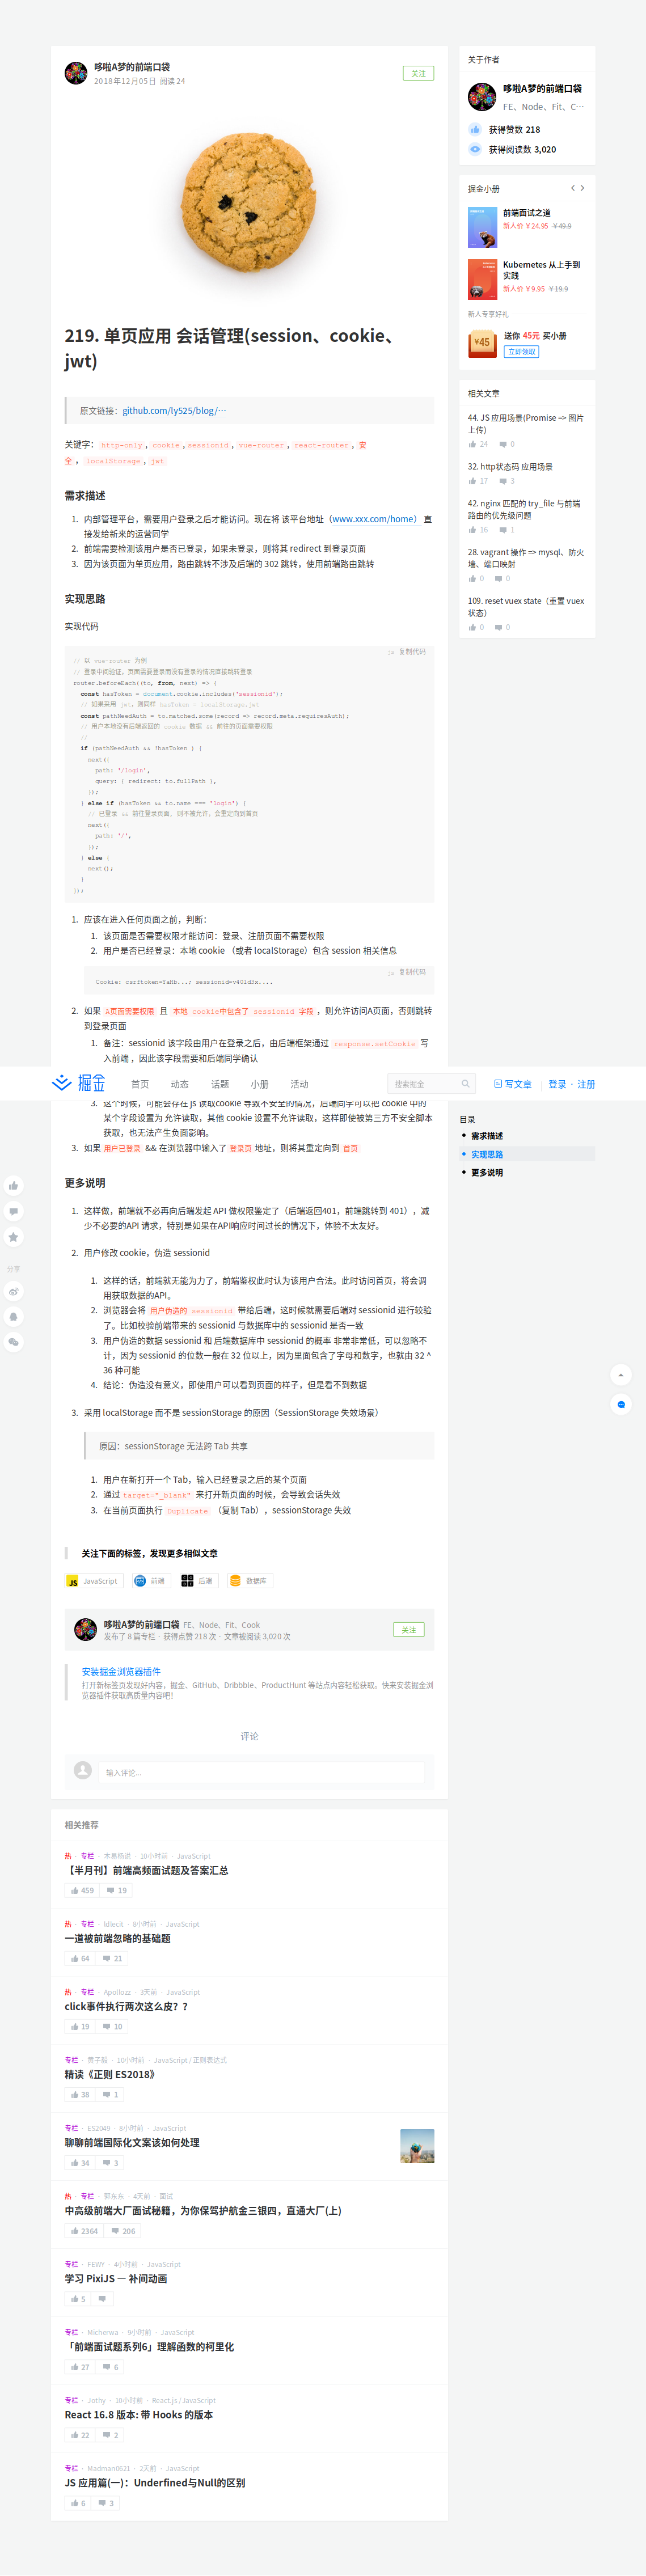 哆啦A梦的前端口袋
2018年12月05日 阅读 24
关注
219. 单页应用 会话管理(session、cookie、
jwt)
原文链接：github.com/ly525/blog/…
关键字：http-only, cookie,sessionid, vue-router, react-router, 安
全, localStorage, jwt
需求描述
1. 内部管理平台，需要用户登录之后才能访问。现在将 该平台地址（www.xxx.com/home） 直
接发给新来的运营同学
2. 前端需要检测该用户是否已登录，如果未登录，则将其 redirect 到登录页面
3. 因为该页面为单页应用，路由跳转不涉及后端的 302 跳转，使用前端路由跳转
实现思路
实现代码
js 复制代码
// 以 vue-router 为例
// 登录中间验证，页面需要登录而没有登录的情况直接跳转登录
router.beforeEach((to, from, next) => {
const hasToken = document.cookie.includes('sessionid');
// 如果采用 jwt，则同样 hasToken = localStorage.jwt
const pathNeedAuth = to.matched.some(record => record.meta.requiresAuth);
// 用户本地没有后端返回的 cookie 数据 && 前往的页面需要权限
//
if (pathNeedAuth && !hasToken ) {
next({
path: '/login',
query: { redirect: to.fullPath },
});
} else if (hasToken && to.name === 'login') {
// 已登录 && 前往登录页面, 则不被允许，会重定向到首页
next({
path: '/',
});
} else {
next();
}
});
1. 应该在进入任何页面之前，判断：
1. 该页面是否需要权限才能访问：登录、注册页面不需要权限
2. 用户是否已经登录：本地 cookie （或者 localStorage）包含 session 相关信息
js 复制代码
Cookie: csrftoken=YaHb...; sessionid=v40ld3x....
2. 如果 A页面需要权限 且 本地 cookie中包含了 sessionid 字段 ，则允许访问A页面，否则跳转
到登录页面
1. 备注：sessionid 该字段由用户在登录之后，由后端框架通过 response.setCookie 写
入前端 ，因此该字段需要和后端同学确认
掘金
首页 动态 话题 小册 活动
搜索掘金
写文章
登录 · 注册
3. 这个时候，可能会存在 js 读取cookie 导致不安全的情况，后端同学可以把 cookie 中的
某个字段设置为 允许读取，其他 cookie 设置不允许读取，这样即使被第三方不安全脚本
获取，也无法产生负面影响。
3. 如果 用户已登录 && 在浏览器中输入了 登录页 地址，则将其重定向到 首页
更多说明
1. 这样做，前端就不必再向后端发起 API 做权限鉴定了（后端返回401，前端跳转到 401），减
少不必要的API 请求，特别是如果在API响应时间过长的情况下，体验不太友好。
2. 用户修改 cookie，伪造 sessionid
1. 这样的话，前端就无能为力了，前端鉴权此时认为该用户合法。此时访问首页，将会调
用获取数据的API。
2. 浏览器会将 用户伪造的 sessionid 带给后端，这时候就需要后端对 sessionid 进行较验
了。比如校验前端带来的 sessionid 与数据库中的 sessionid 是否一致
3. 用户伪造的数据 sessionid 和 后端数据库中 sessionid 的概率 非常非常低，可以忽略不
计，因为 sessionid 的位数一般在 32 位以上，因为里面包含了字母和数字，也就由 32 ^
36 种可能
4. 结论：伪造没有意义，即使用户可以看到页面的样子，但是看不到数据
3. 采用 localStorage 而不是 sessionStorage 的原因（SessionStorage 失效场景）
原因：sessionStorage 无法跨 Tab 共享
1. 用户在新打开一个 Tab，输入已经登录之后的某个页面
2. 通过target="_blank" 来打开新页面的时候，会导致会话失效
3. 在当前页面执行 Duplicate （复制 Tab），sessionStorage 失效
关注下面的标签，发现更多相似文章
JS JavaScript 前端 后端 数据库
哆啦A梦的前端口袋 FE、Node、Fit、Cook
发布了 8 篇专栏 · 获得点赞 218 次 · 文章被阅读 3,020 次
关注
安装掘金浏览器插件
打开新标签页发现好内容，掘金、GitHub、Dribbble、ProductHunt 等站点内容轻松获取。快来安装掘金浏
览器插件获取高质量内容吧！
评论
输入评论...
相关推荐
热 · 专栏 · 木易杨说 · 10小时前 · JavaScript
【半月刊】前端高频面试题及答案汇总
459 19
热 · 专栏 · ldlecit · 8小时前 · JavaScript
一道被前端忽略的基础题
64 21
热 · 专栏 · Apollozz · 3天前 · JavaScript
click事件执行两次这么皮？？
19 10
专栏 · 黄子毅 · 10小时前 · JavaScript / 正则表达式
精读《正则 ES2018》
38 1
专栏 · ES2049 · 8小时前 · JavaScript
聊聊前端国际化文案该如何处理
34 3
热 · 专栏 · 郭东东 · 4天前 · 面试
中高级前端大厂面试秘籍，为你保驾护航金三银四，直通大厂(上)
2364 206
专栏 · FEWY · 4小时前 · JavaScript
学习 PixiJS — 补间动画
5
专栏 · Micherwa · 9小时前 · JavaScript
「前端面试题系列6」理解函数的柯里化
27 6
专栏 · Jothy · 10小时前 · React.js / JavaScript
React 16.8 版本: 带 Hooks 的版本
22 2
专栏 · Madman0621 · 2天前 · JavaScript
JS 应用篇(一)：Underfined与Null的区别
6 3
关于作者
哆啦A梦的前端口袋
FE、Node、Fit、C…
获得赞数 218
获得阅读数 3,020
掘金小册
前端面试之道
新人价 ￥24.95 ￥49.9
Kubernetes 从上手到
实践
新人价 ￥9.95 ￥19.9
新人专享好礼
¥45
送你 45元 买小册
立即领取
相关文章
44. JS 应用场景(Promise => 图片
上传)
24 0
32. http状态码 应用场景
17 3
42. nginx 匹配的 try_file 与前端
路由的优先级问题
16 1
28. vagrant 操作 => mysql、防火
墙、端口映射
0 0
109. reset vuex state（重置 vuex
状态）
0 0
目录
需求描述
实现思路
更多说明
分享